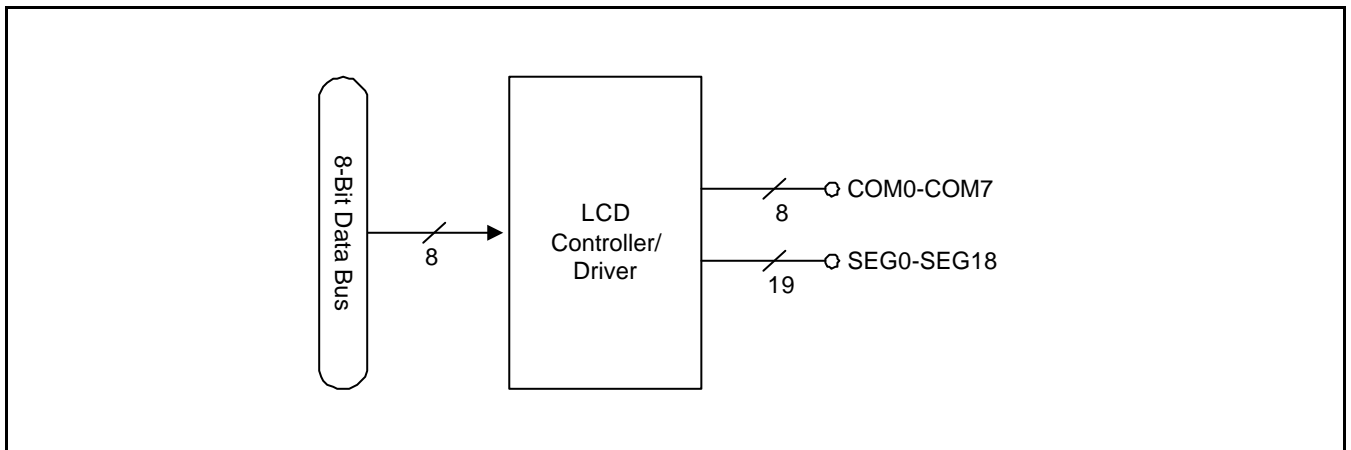 8-Bit Data Bus
8
LCD
Controller/
Driver
COM0-COM7
8
SEG0-SEG18
19